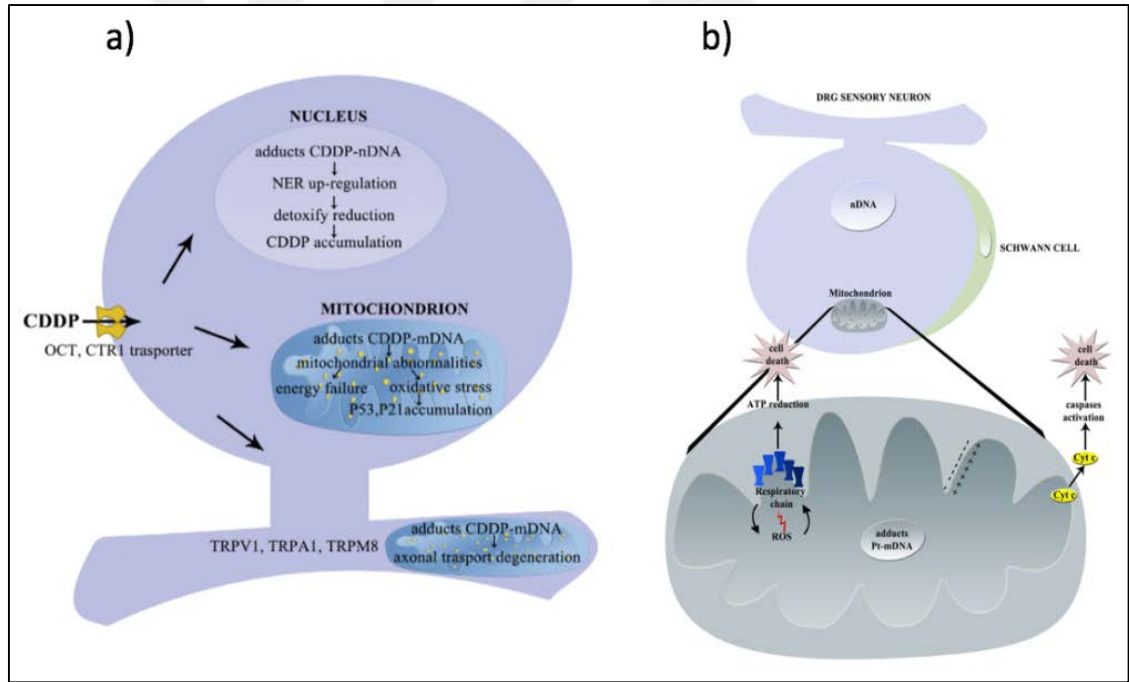 a)
NUCLEUS
adducts CDDP-nDNA
NER up-regulation
detoxify reduction
CDDP accumulation
CDDP
OCT, CTR1 trasporter
MITOCHONDRION
adducts CDDP-mDNA
mitochondrial abnormalities
energy failure oxidative stress
P53,P21accumulation
TRPV1, TRPA1, TRPM8
adducts CDDP-mDNA
axonal trasport degeneration
b)
DRG SENSORY NEURON
nDNA
SCHWANN CELL
Mitochondrion
cell
death
ATP reduction
Respiratory
chain
ROS
adducts
Pt-mDNA
- - - - - -
+ + + + + +
cell
death
caspases
activation
Cyt c
Cyt c